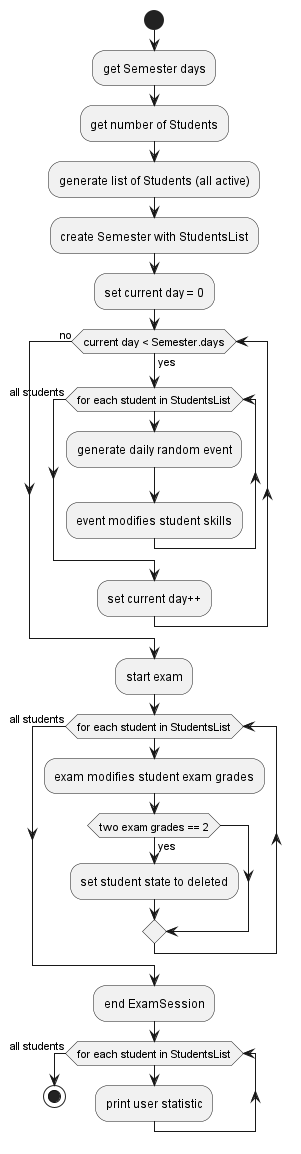 get Semester days
get number of Students
generate list of Students (all active)
create Semester with StudentsList
set current day = 0
no
current day < Semester.days
yes
all students
for each student in StudentsList
generate daily random event
event modifies student skills
set current day++
start exam
all students
for each student in StudentsList
exam modifies student exam grades
two exam grades == 2
yes
set student state to deleted
end ExamSession
all students
for each student in StudentsList
print user statistic